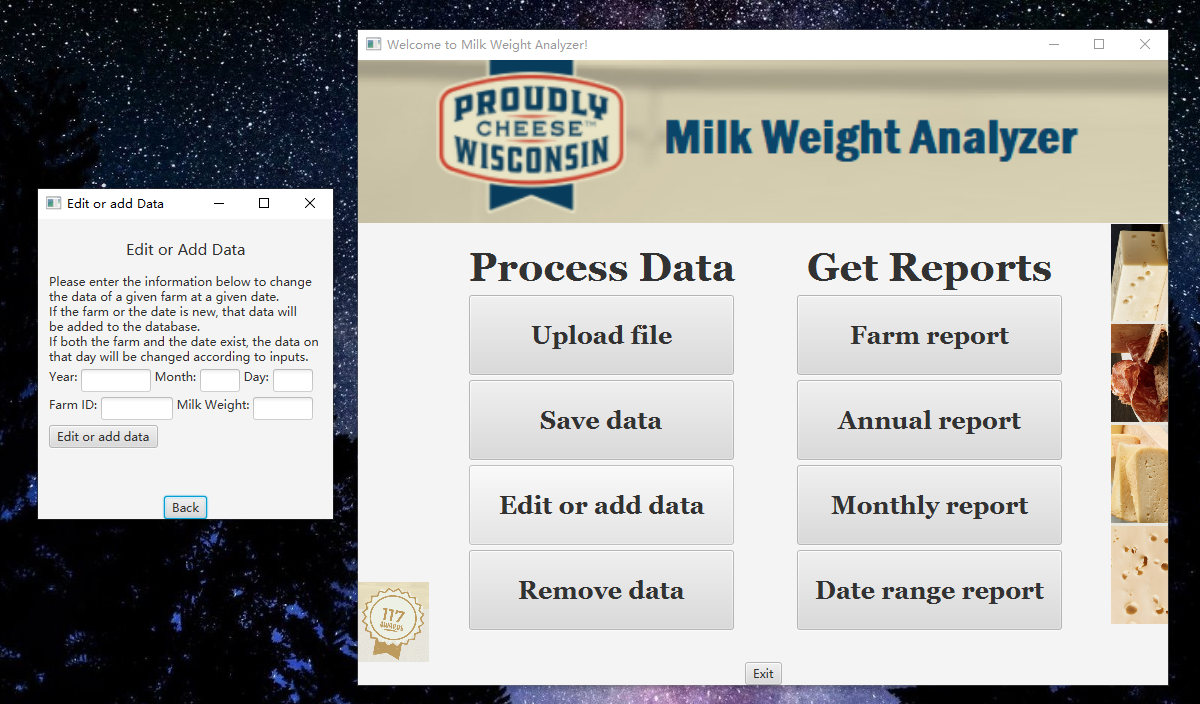 Edit or add Data
Edit or Add Data
Please enter the information below to change
the data of a given farm at a given date.
If the farm or the date is new, that data will
be added to the database.
If both the farm and the date exist, the data on
that day will be changed according to inputs.
Year: Month: Day:
Farm ID: Milk Weight:
Edit or add data
Back
Welcome to Milk Weight Analyzer!
PROUDLY
CHEESE™
WISCONSIN
Milk Weight Analyzer
Process Data
Upload file
Save data
Edit or add data
Remove data
Get Reports
Farm report
Annual report
Monthly report
Date range report
117
AWARDS
Exit